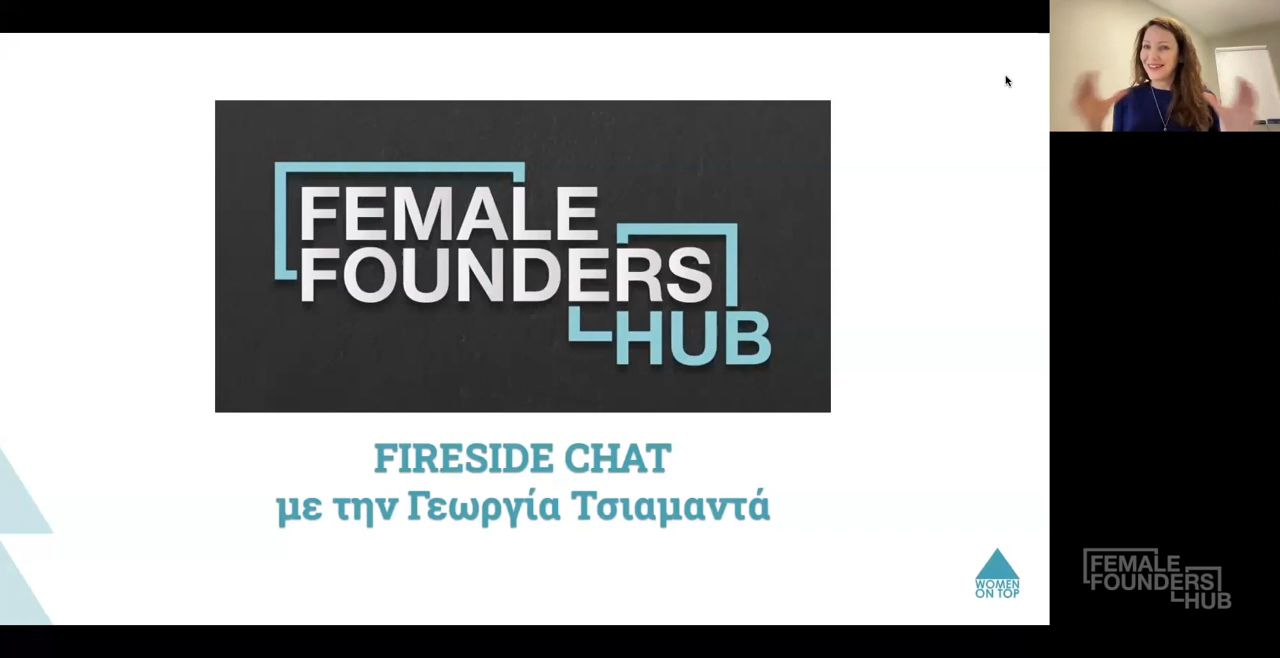 FEMALE
FOUNDERS
HUB
FIRESIDE CHAT
με την Γεωργία Τσιαμαντά
WOMEN
ON TOP
FEMALE
FOUNDERS
HUB